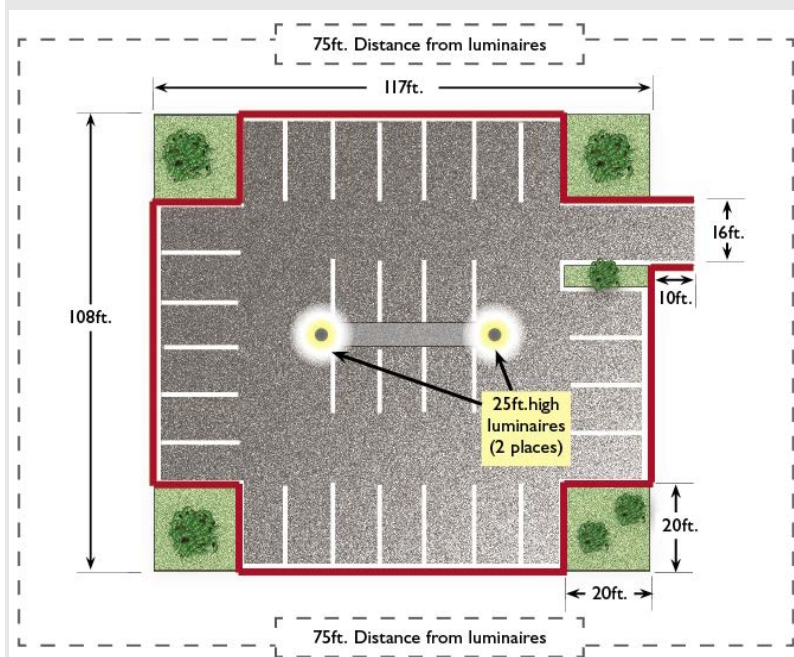 75ft. Distance from luminaires
117ft.
16ft.
10ft.
108ft.
25ft.high
luminaires
(2 places)
20ft.
20ft.
75ft. Distance from luminaires